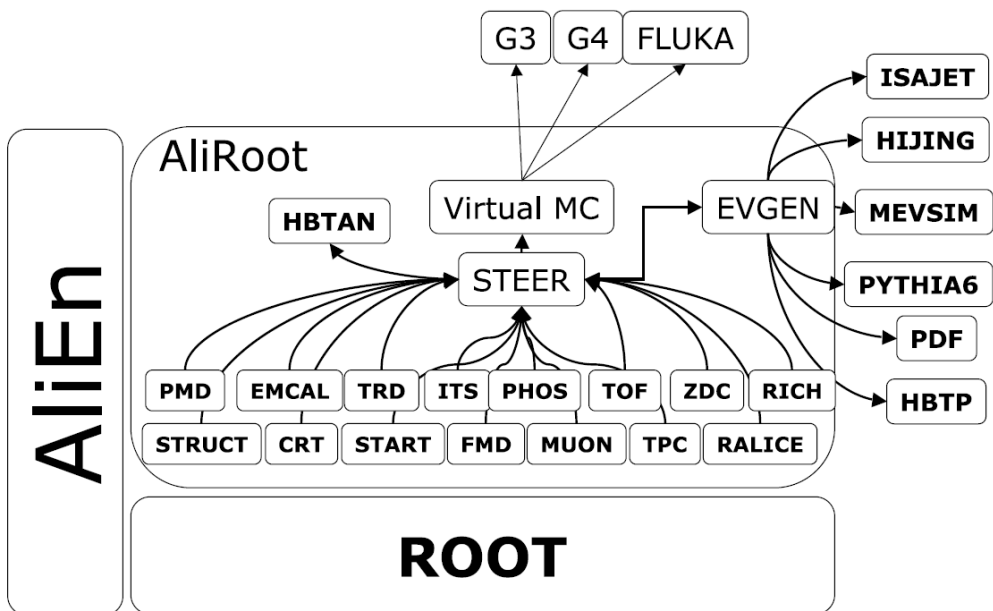 G3 G4 FLUKA
ISAJET
HIJING
AliRoot
Virtual MC
EVGEN
MEVSIM
HBTAN
STEER
PYTHIA6
PDF
PMD EMCAL TRD ITS PHOS TOF ZDC RICH
HBTP
STRUCT CRT START FMD MUON TPC RALICE
AliEn
ROOT